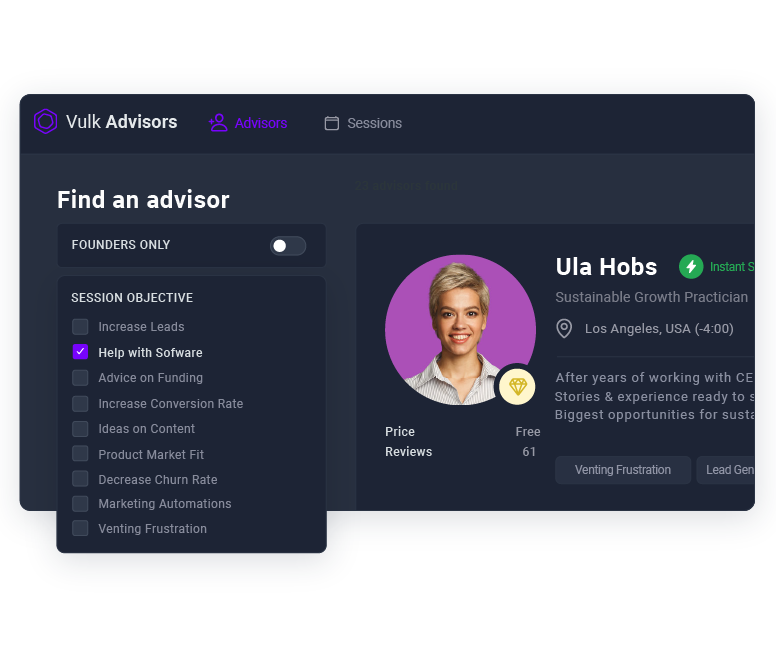 Vulk Advisors
Advisors
Sessions
Find an advisor
FOUNDERS ONLY
SESSION OBJECTIVE
Increase Leads
Help with Sofware
Advice on Funding
Increase Conversion Rate
Ideas on Content
Product Market Fit
Decrease Churn Rate
Marketing Automations
Venting Frustration
advisors found
Ula Hobs
Instant S
Sustainable Growth Practician
Los Angeles, USA (-4:00)
After years of working with CE
Stories & experience ready to s
Biggest opportunities for susta
Price Free
Reviews 61
Venting Frustration
Lead Gen